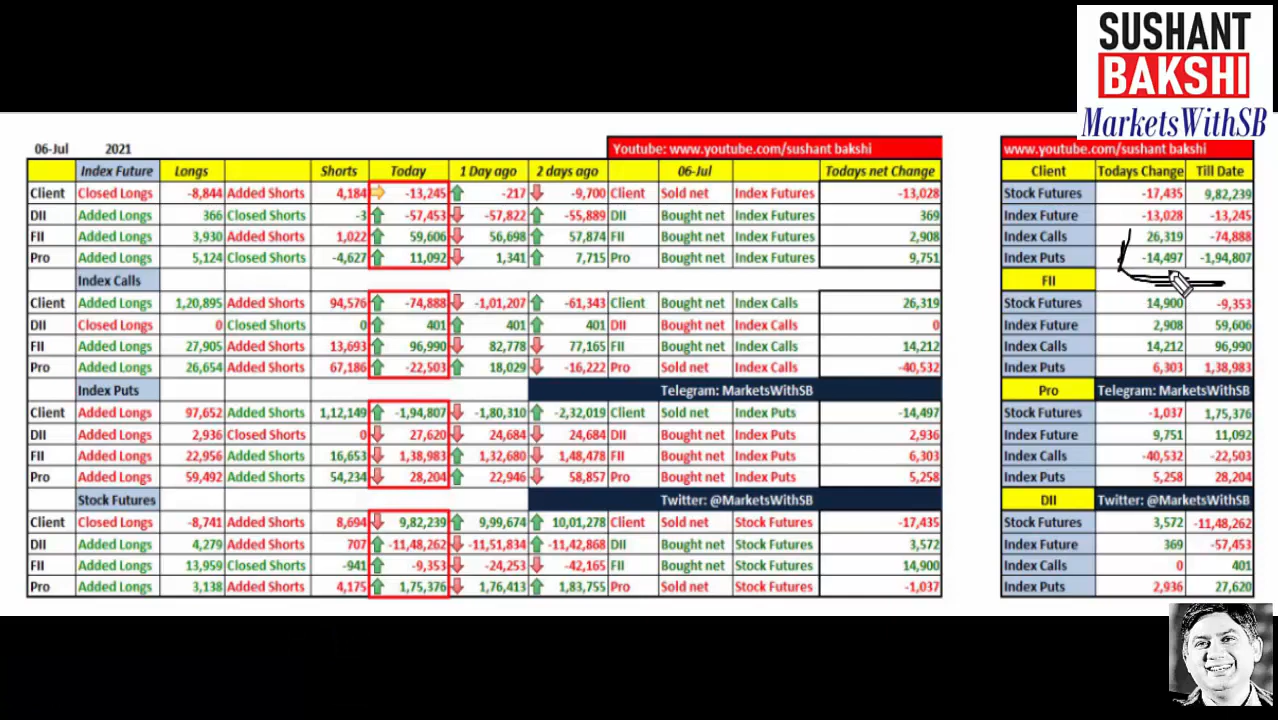 SUSHANT
BAKSHI
MarketsWithSB
06-Jul 2021 Youtube: www.youtube.com/sushant bakshi
Index Future Longs Shorts Today 1 Day ago 2 days ago 06-Jul Todays net Change
Client Closed Longs -8,844 Added Shorts 4,184 -13,245 -217 -9,700 Client Sold net Index Futures -13,028
DII Added Longs 366 Closed Shorts -3 -57,453 -57,822 -55,889 DII Bought net Index Futures 369
FII Added Longs 3,930 Added Shorts 1,022 59,606 56,698 57,874 FII Bought net Index Futures 2,908
Pro Added Longs 5,124 Closed Shorts -4,627 11,092 1,341 7,715 Pro Bought net Index Futures 9,751
Index Calls
Client Added Longs 1,20,895 Added Shorts 94,576 -74,888 -1,01,207 -61,343 Client Bought net Index Calls 26,319
DII Closed Longs 0 Closed Shorts 0 401 401 401 DII Bought net Index Calls 0
FII Added Longs 27,905 Added Shorts 13,693 96,990 82,778 77,165 FII Bought net Index Calls 14,212
Pro Added Longs 26,654 Added Shorts 67,186 -22,503 18,029 -16,222 Pro Sold net Index Calls -40,532
Index Puts Telegram: MarketsWithSB
Client Added Longs 97,652 Added Shorts 1,12,149 -1,94,807 -1,80,310 -2,32,019 Client Sold net Index Puts -14,497
DII Added Longs 2,936 Closed Shorts 0 27,620 24,684 24,684 DII Bought net Index Puts 2,936
FII Added Longs 22,956 Added Shorts 16,653 1,38,983 1,32,680 1,48,478 FII Bought net Index Puts 6,303
Pro Added Longs 59,492 Added Shorts 54,234 28,204 22,946 58,857 Pro Bought net Index Puts 5,258
Stock Futures Twitter: @MarketsWithSB
Client Closed Longs -8,741 Added Shorts 8,694 9,82,239 9,99,674 10,01,278 Client Sold net Stock Futures -17,435
DII Added Longs 4,279 Added Shorts 707 -11,48,262 -11,51,834 -11,42,868 DII Bought net Stock Futures 3,572
FII Added Longs 13,959 Closed Shorts -941 -9,353 -24,253 -42,165 FII Bought net Stock Futures 14,900
Pro Added Longs 3,138 Added Shorts 4,175 1,75,376 1,76,413 1,83,755 Pro Sold net Stock Futures -1,037
www.youtube.com/sushant bakshi
Client Todays Change Till Date
Stock Futures -17,435 9,82,239
Index Future -13,028 -13,245
Index Calls 26,319 -74,888
Index Puts -14,497 -1,94,807
FII
Stock Futures 14,900 -9,353
Index Future 2,908 59,606
Index Calls 14,212 96,990
Index Puts 6,303 1,38,983
Pro Telegram: MarketsWithSB
Stock Futures -1,037 1,75,376
Index Future 9,751 11,092
Index Calls -40,532 -22,503
Index Puts 5,258 28,204
DII Twitter: @MarketsWithSB
Stock Futures 3,572 -11,48,262
Index Future 369 -57,453
Index Calls 0 401
Index Puts 2,936 27,620